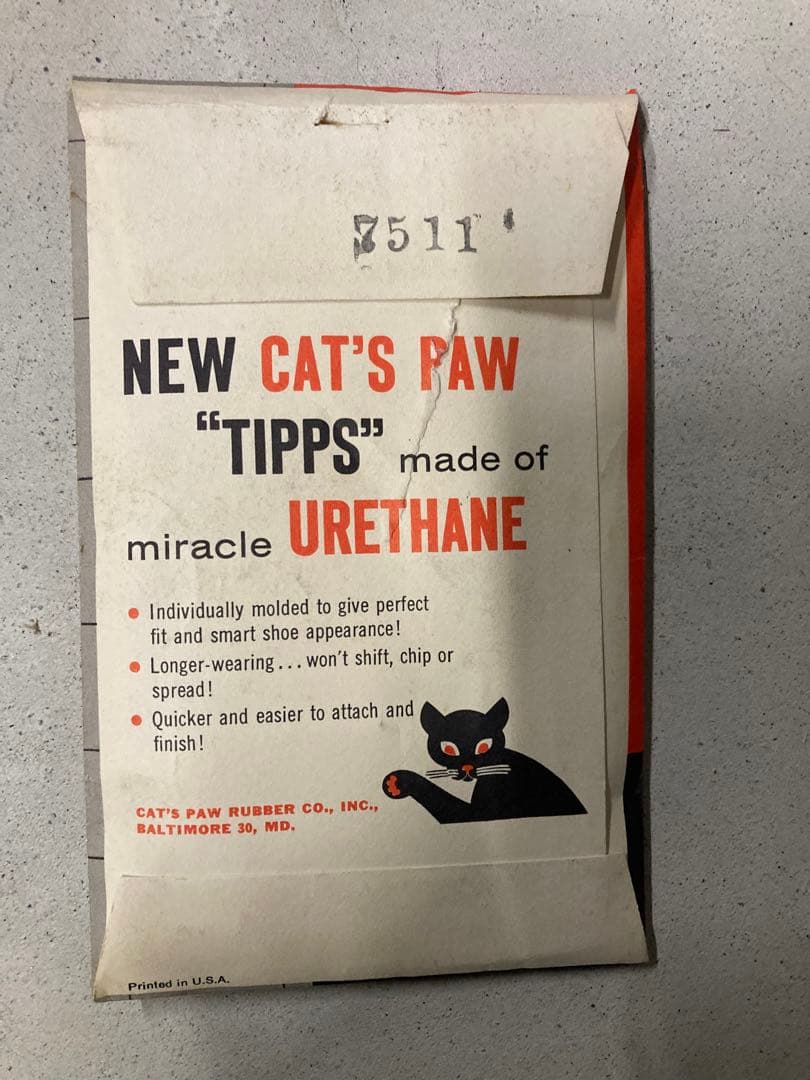 7511
NEW CAT'S PAW
“TIPPS” made of
miracle URETHANE
• Individually molded to give perfect
fit and smart shoe appearance!
• Longer-wearing... won't shift, chip or
spread!
• Quicker and easier to attach and
finish!
CAT'S PAW RUBBER CO., INC.,
BALTIMORE 30, MD.
Printed in U.S.A.